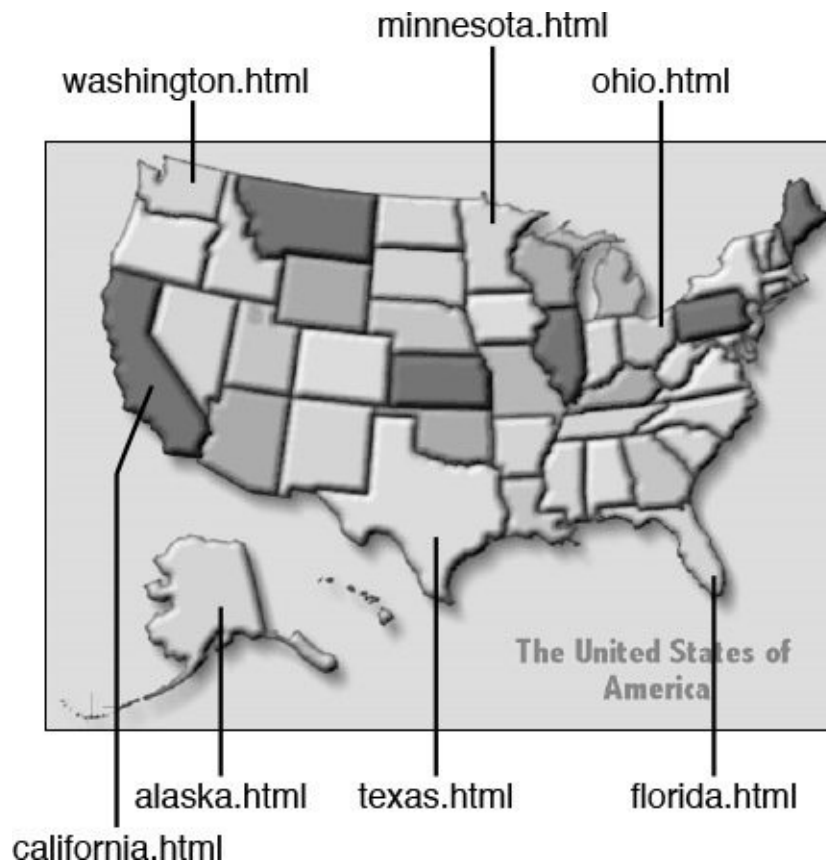 minnesota.html
washington.html
ohio.html
The United States of
America
alaska.html
texas.html
florida.html
california.html